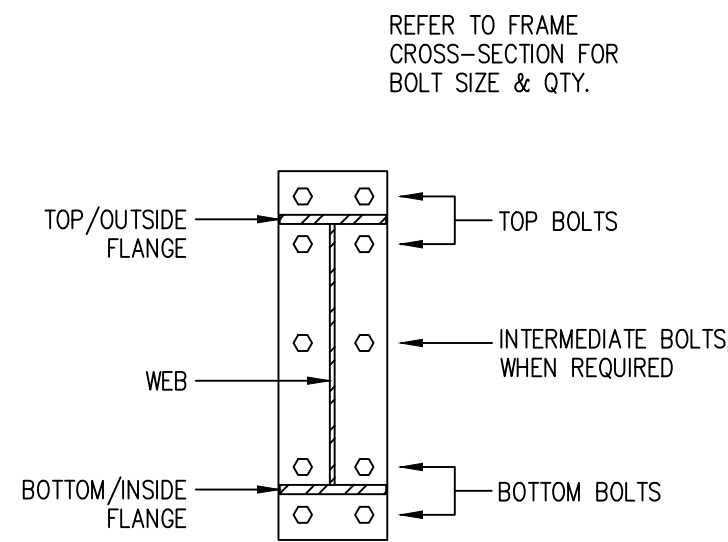 REFER TO FRAME
CROSS-SECTION FOR
BOLT SIZE & QTY.
TOP/OUTSIDE
FLANGE
TOP BOLTS
INTERMEDIATE BOLTS,
WHEN REQUIRED
WEB
BOTTOM/INSIDE
FLANGE
BOTTOM BOLTS